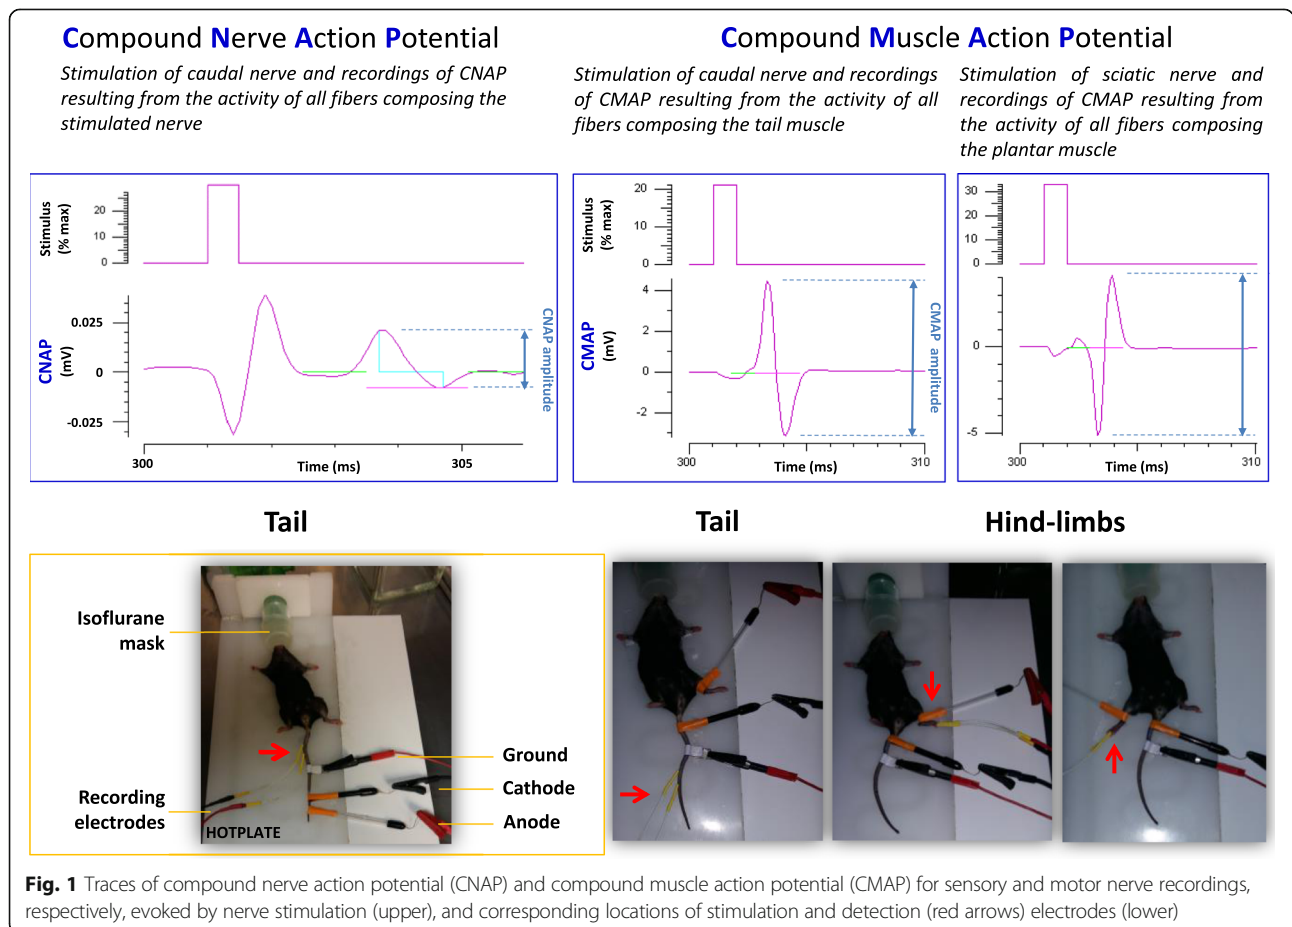 Compound Nerve Action Potential
Stimulation of caudal nerve and recordings of CNAP
resulting from the activity of all fibers composing the
stimulated nerve
Compound Muscle Action Potential
Stimulation of caudal nerve and recordings
of CMAP resulting from the activity of all
fibers composing the tail muscle
Stimulation of sciatic nerve and
recordings of CMAP resulting from
the activity of all fibers composing
the plantar muscle
Stimulus
(% max)
20
10
0
CNAP
(mV)
0.025
0
-0.025
CNAP amplitude
300
Time (ms)
305
Stimulus
(% max)
20
10
0
CMAP
(mV)
4
2
0
-2
CMAP amplitude
300
Time (ms)
310
30
20
10
0
0
-5
300
Time (ms)
310
Tail
Tail
Hind-limbs
Isoflurane
mask
Recording
electrodes
HOTPLATE
Ground
Cathode
Anode
Fig. 1 Traces of compound nerve action potential (CNAP) and compound muscle action potential (CMAP) for sensory and motor nerve recordings,
respectively, evoked by nerve stimulation (upper), and corresponding locations of stimulation and detection (red arrows) electrodes (lower)